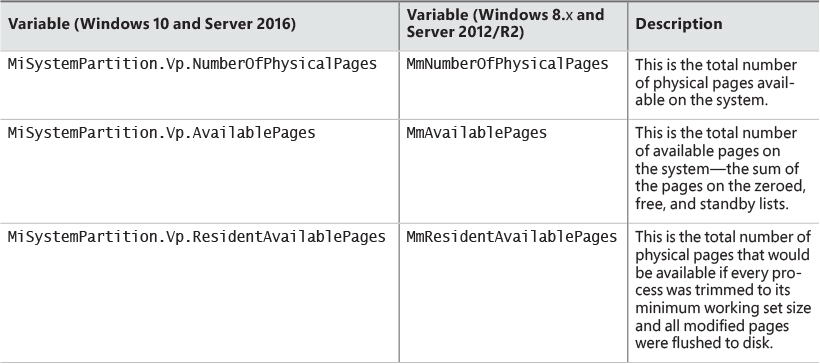 Variable (Windows 10 and Server 2016)
Variable (Windows 8.x and
Server 2012/R2)
Description
MiSystemPartition.Vp.NumberOfPhysicalPages
MmNumberOfPhysicalPages
This is the total number
of physical pages avail-
able on the system.
MiSystemPartition.Vp.AvailablePages
MmAvailablePages
This is the total number
of available pages on
the system—the sum of
the pages on the zeroed,
free, and standby lists.
MiSystemPartition.Vp.ResidentAvailablePages
MmResidentAvailablePages
This is the total number of
physical pages that would
be available if every pro-
cess was trimmed to its
minimum working set size
and all modified pages
were flushed to disk.